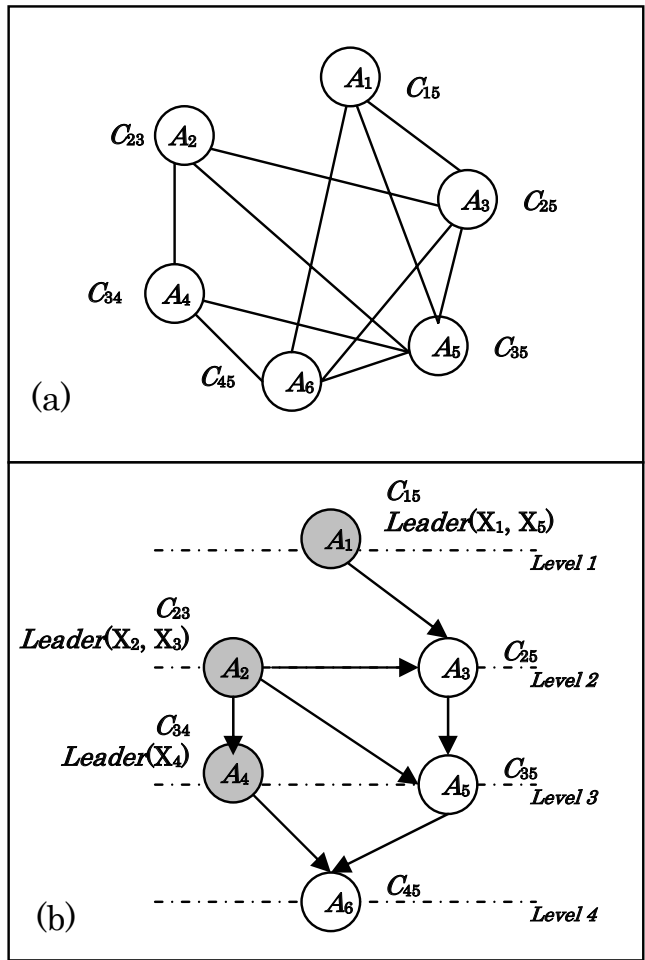 A1 C15
C23 A2
A3 C25
C34 A4
A5 C35
C45 A6
(a)
C15
Leader(X1, X5)
A1
Level 1
C23
Leader(X2, X3)
A2
A3
C25
Level 2
C34
Leader(X4)
A4
A5
C35
Level 3
A6
C45
Level 4
(b)